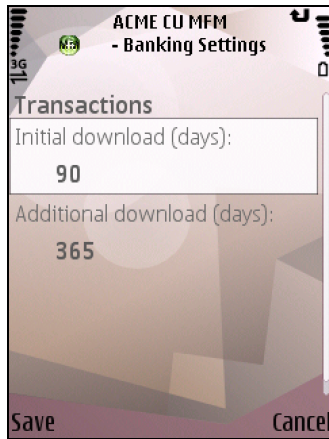 ACME CU MFM
- Banking Settings
3G
Transactions
Initial download (days):
90
Additional download (days):
365
Save Cancel